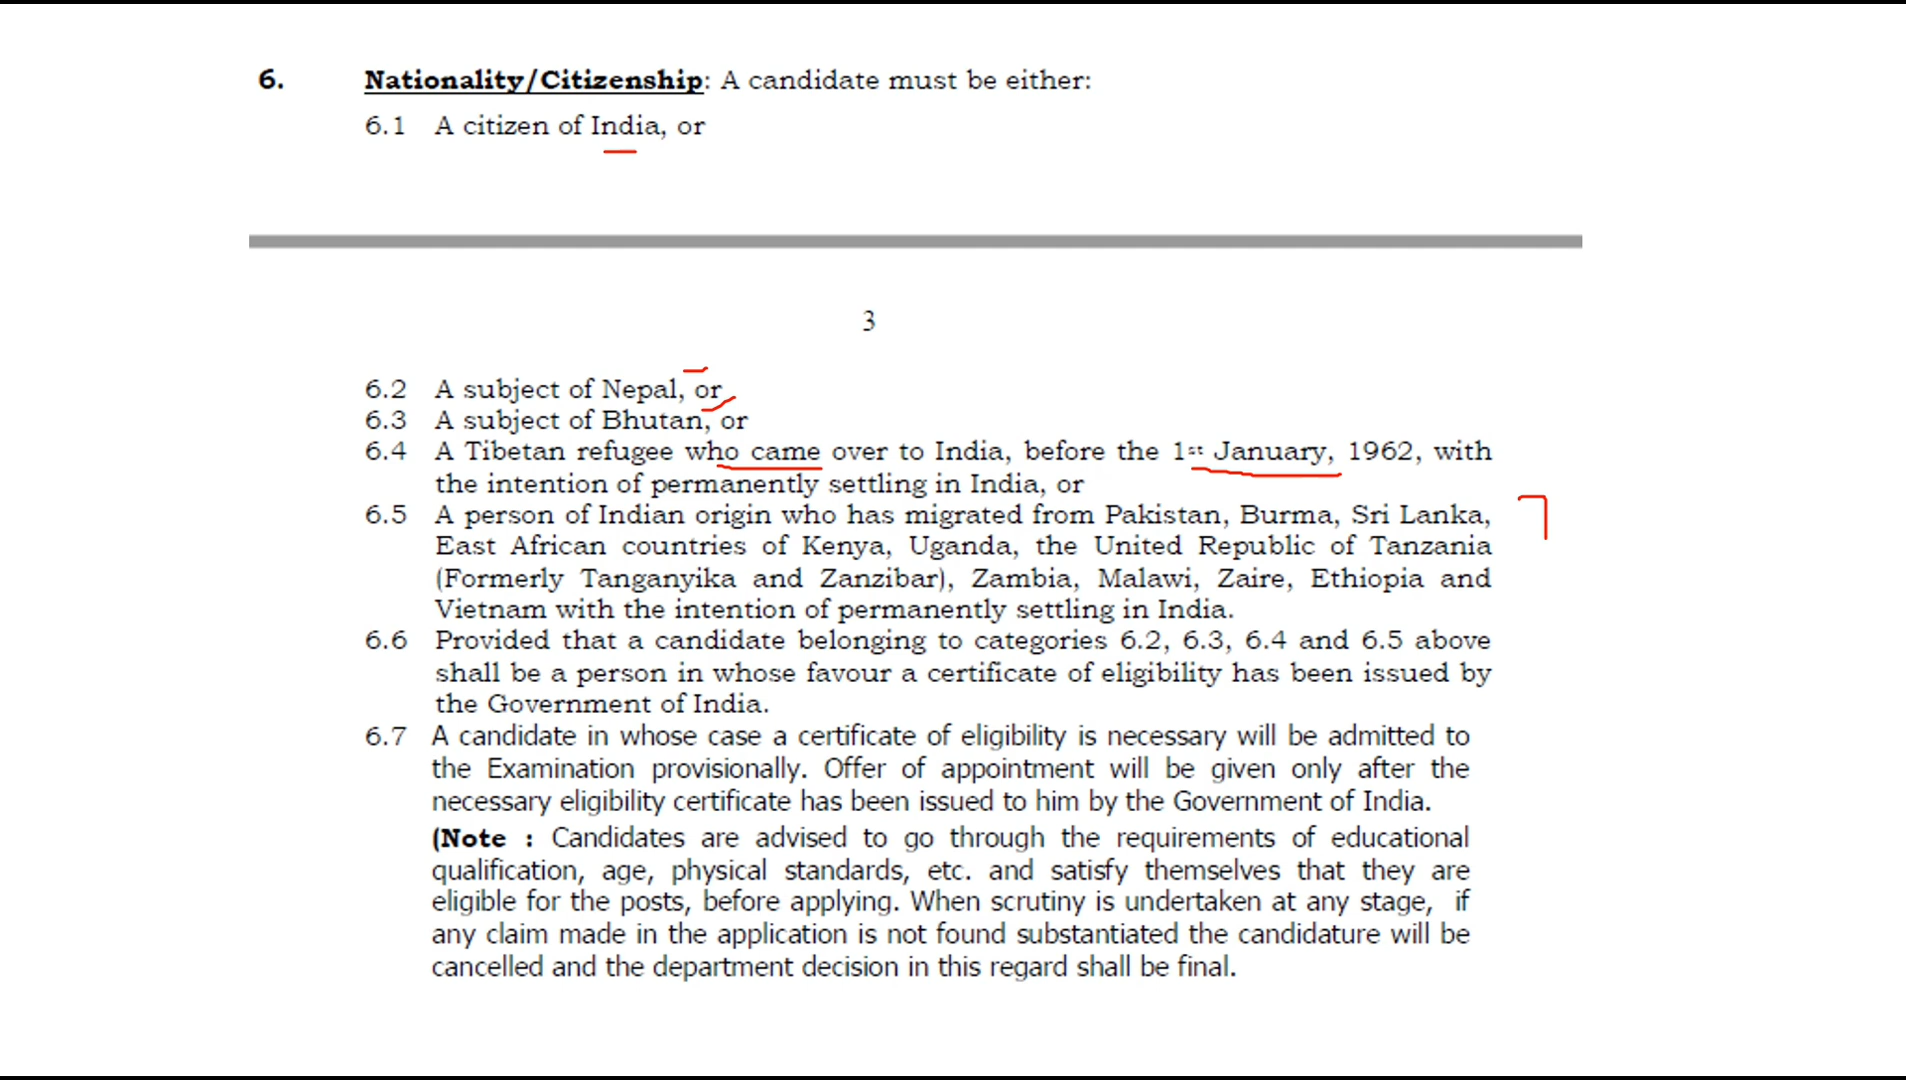 6. Nationality/Citizenship: A candidate must be either:
6.1 A citizen of India, or
3
6.2 A subject of Nepal, or
6.3 A subject of Bhutan, or
6.4 A Tibetan refugee who came over to India, before the 1st January, 1962, with
the intention of permanently settling in India, or
6.5 A person of Indian origin who has migrated from Pakistan, Burma, Sri Lanka,
East African countries of Kenya, Uganda, the United Republic of Tanzania
(Formerly Tanganyika and Zanzibar), Zambia, Malawi, Zaire, Ethiopia and
Vietnam with the intention of permanently settling in India.
6.6 Provided that a candidate belonging to categories 6.2, 6.3, 6.4 and 6.5 above
shall be a person in whose favour a certificate of eligibility has been issued by
the Government of India.
6.7 A candidate in whose case a certificate of eligibility is necessary will be admitted to
the Examination provisionally. Offer of appointment will be given only after the
necessary eligibility certificate has been issued to him by the Government of India.
(Note : Candidates are advised to go through the requirements of educational
qualification, age, physical standards, etc. and satisfy themselves that they are
eligible for the posts, before applying. When scrutiny is undertaken at any stage, if
any claim made in the application is not found substantiated the candidature will be
cancelled and the department decision in this regard shall be final.